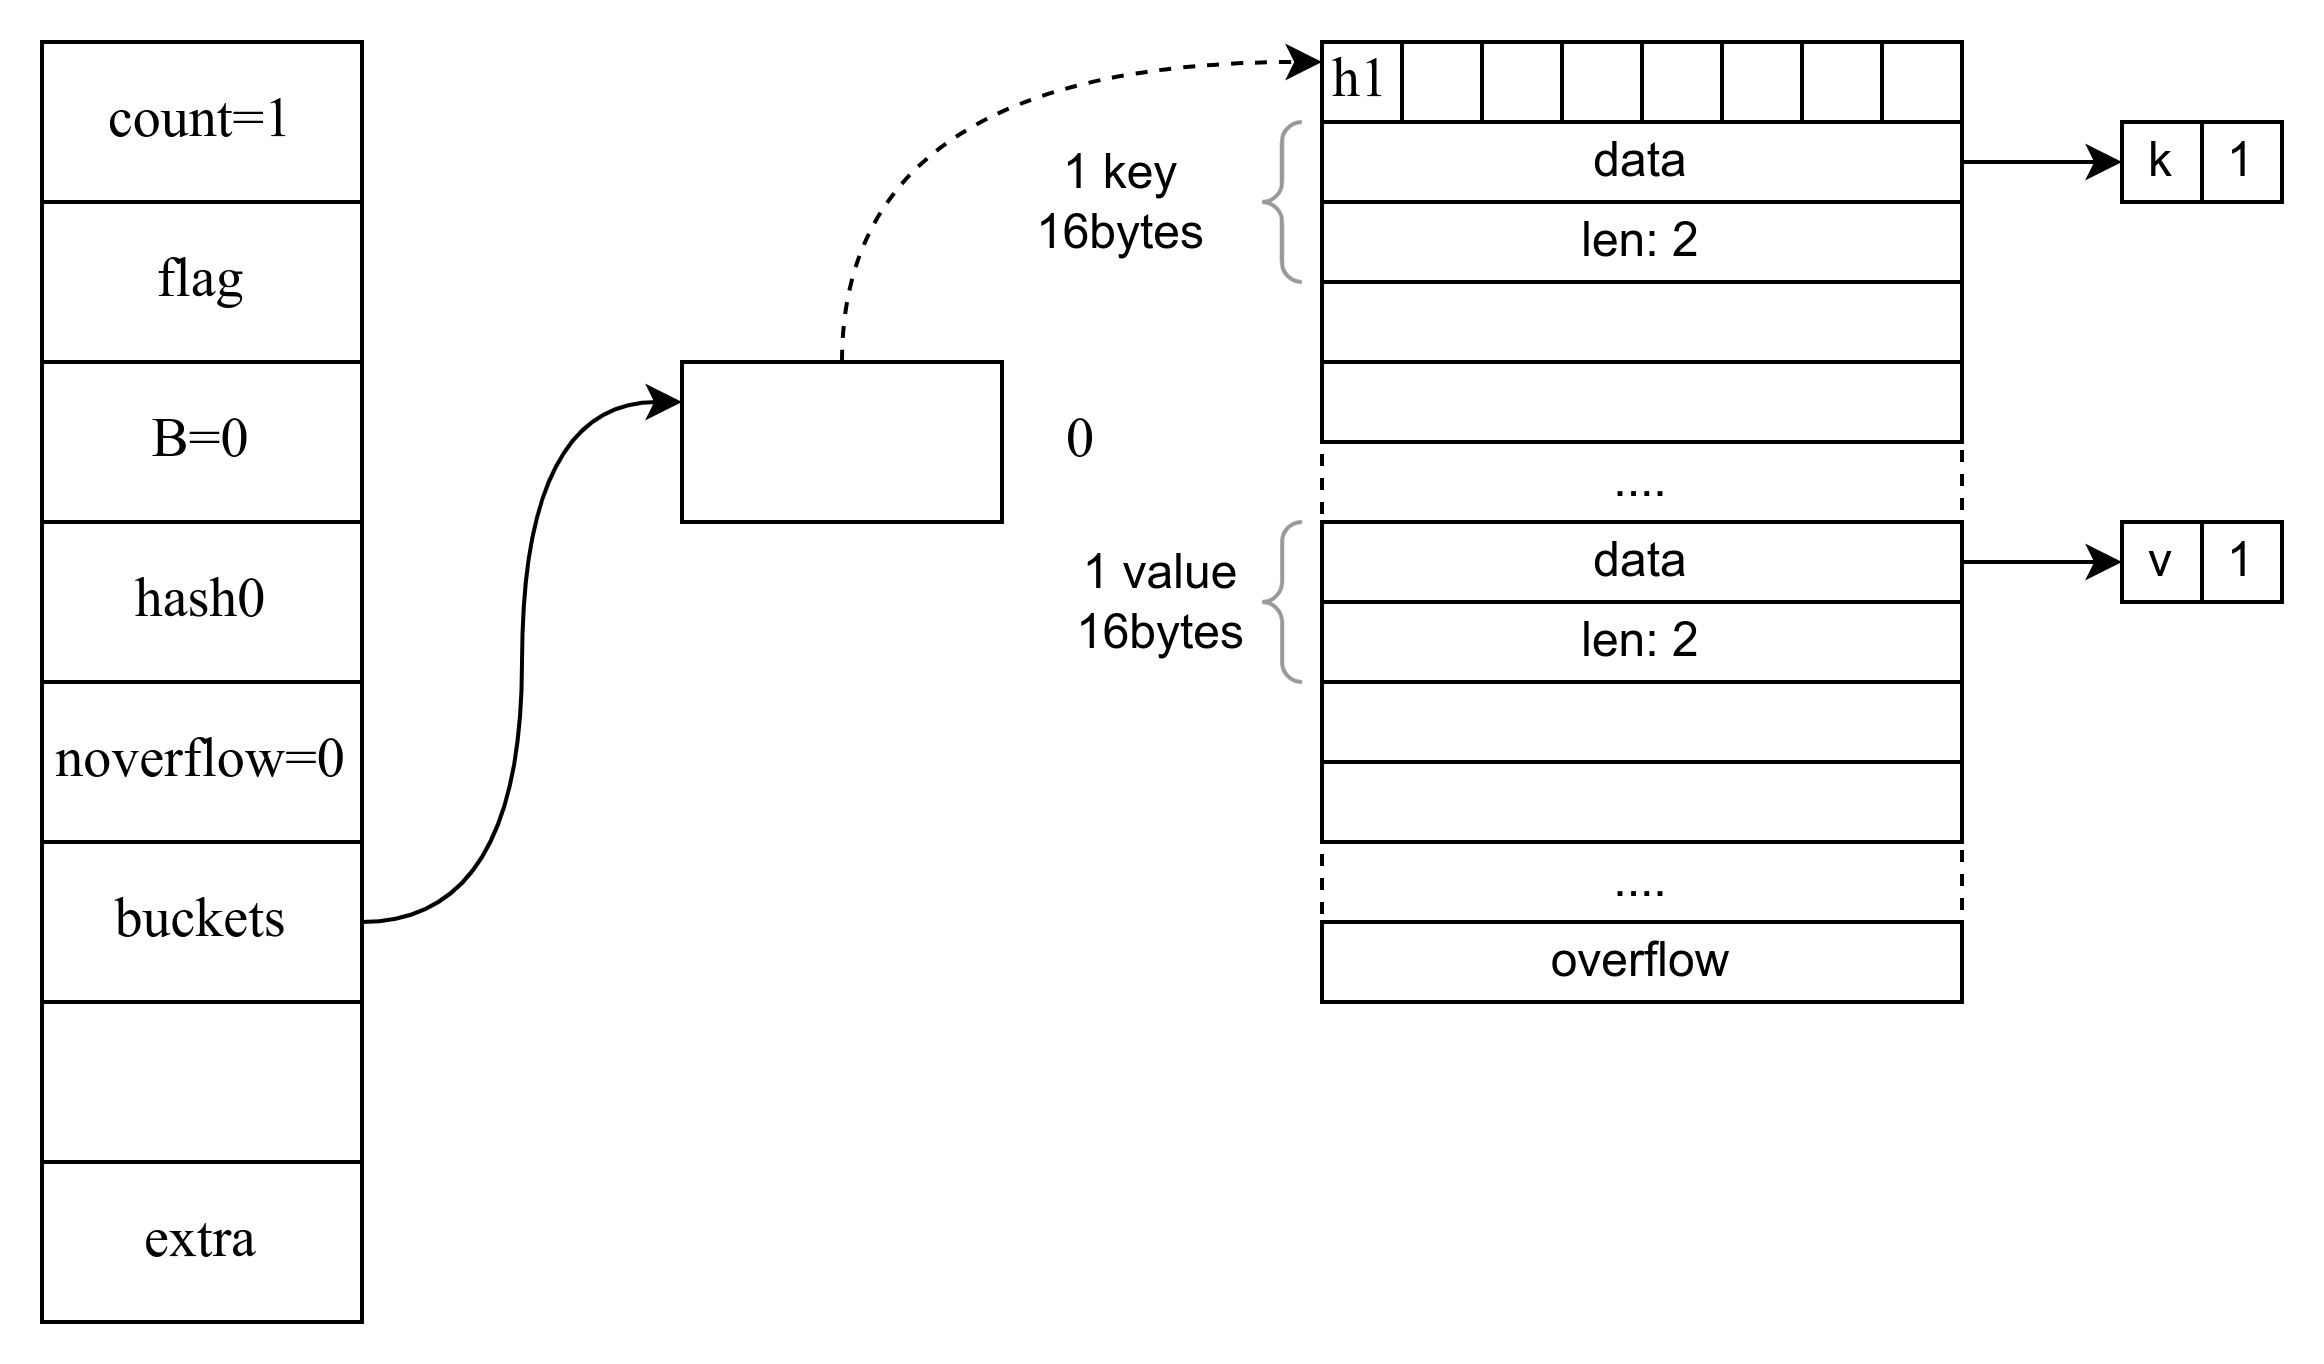 count=1
flag
B=0
hash0
noverflow=0
buckets
extra
0
h1
1 key
16bytes
data
len: 2
k 1
....
1 value
16bytes
data
len: 2
v 1
....
overflow